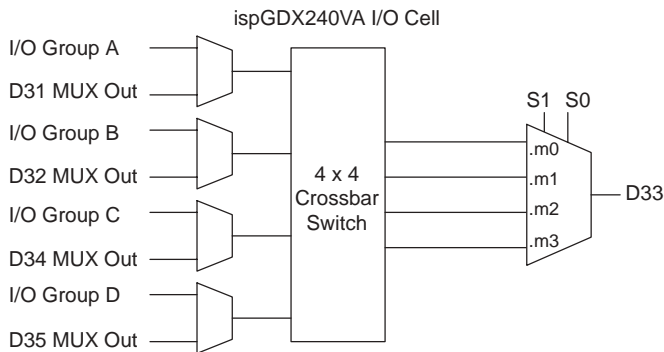 ispGDX240VA I/O Cell
I/O Group A
D31 MUX Out
I/O Group B
D32 MUX Out
I/O Group C
D34 MUX Out
I/O Group D
D35 MUX Out
4 x 4
Crossbar
Switch
S1 S0
.m0
.m1
.m2
.m3
D33